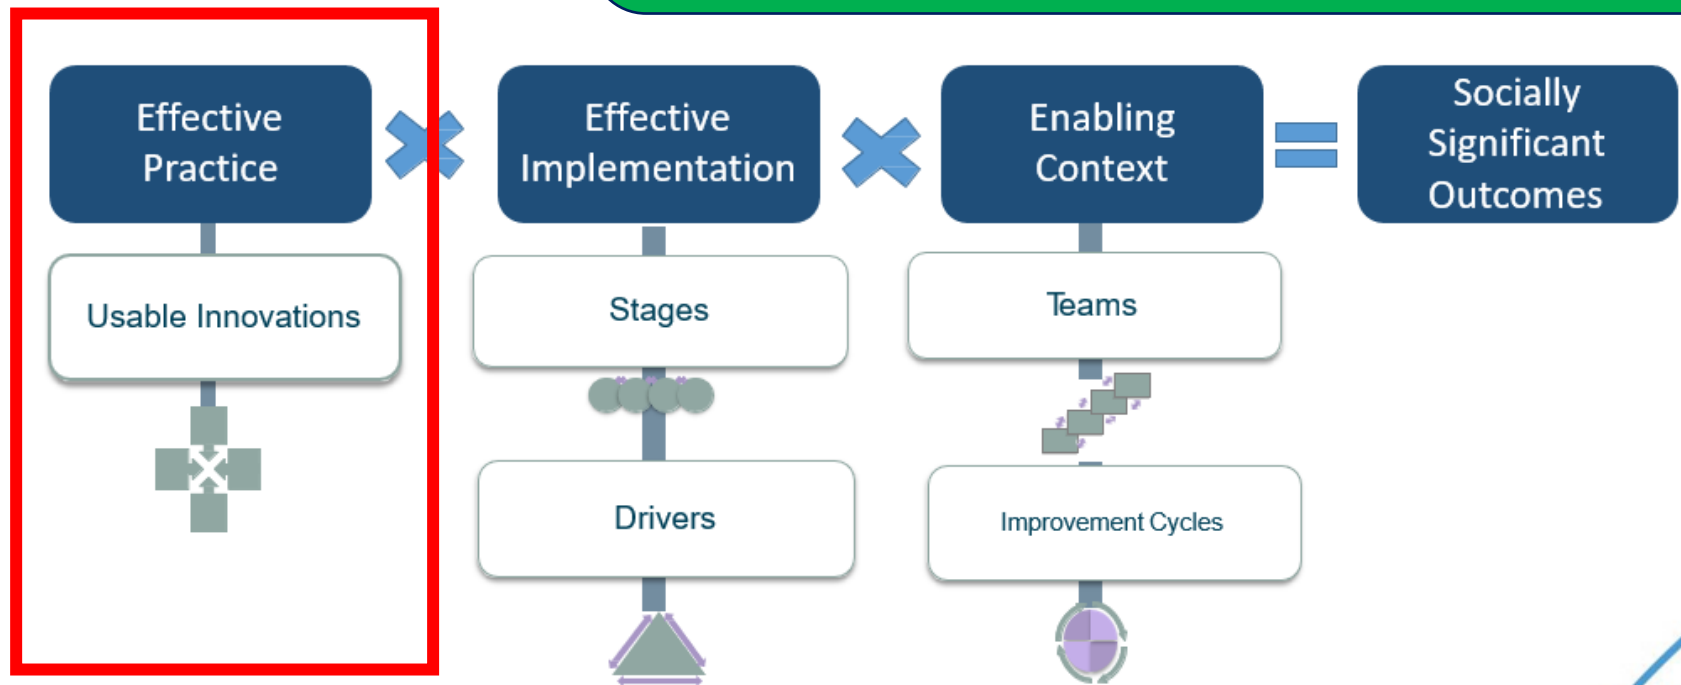 Effective
Practice
Effective
Implementation
Enabling
Context
Socially
Significant
Outcomes
Usable Innovations
Stages
Teams
Drivers
Improvement Cycles